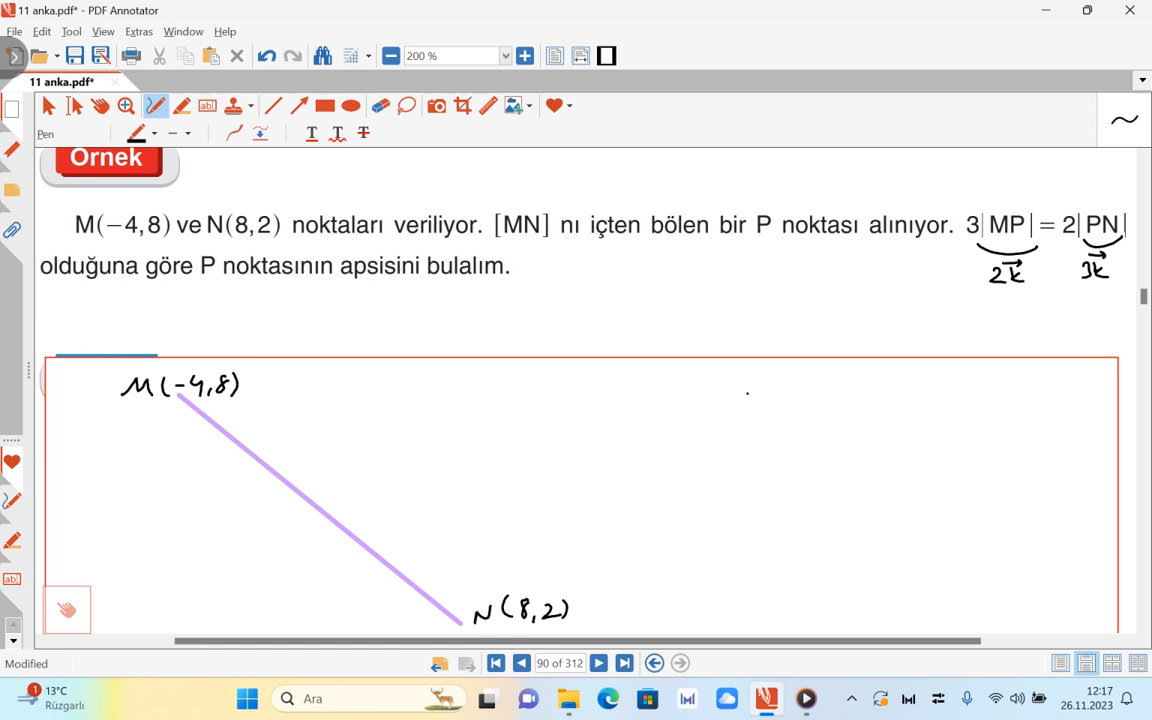 11 anka.pdf* - PDF Annotator
File Edit Tool View Extras Window Help
200 %
11 anka.pdf*
Pen
Örnek
M(−4,8) ve N(8,2) noktaları veriliyor. [MN] nı içten bölen bir P noktası alınıyor. 3|MP| = 2|PN|
olduğuna göre P noktasının apsisini bulalım.
2k 3k
M(-4,8)
N(8,2)
90 of 312
Modified
1
13°C
Rüzgarlı
Ara
12:17
26.11.2023